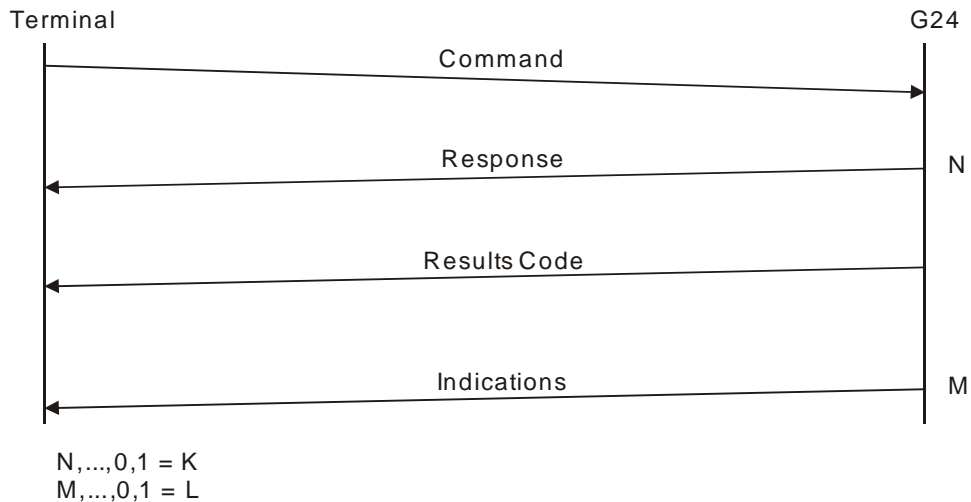 Terminal
G24
Command
Response
N
Results Code
Indications
M
N,...,0,1 = K
M,...,0,1 = L